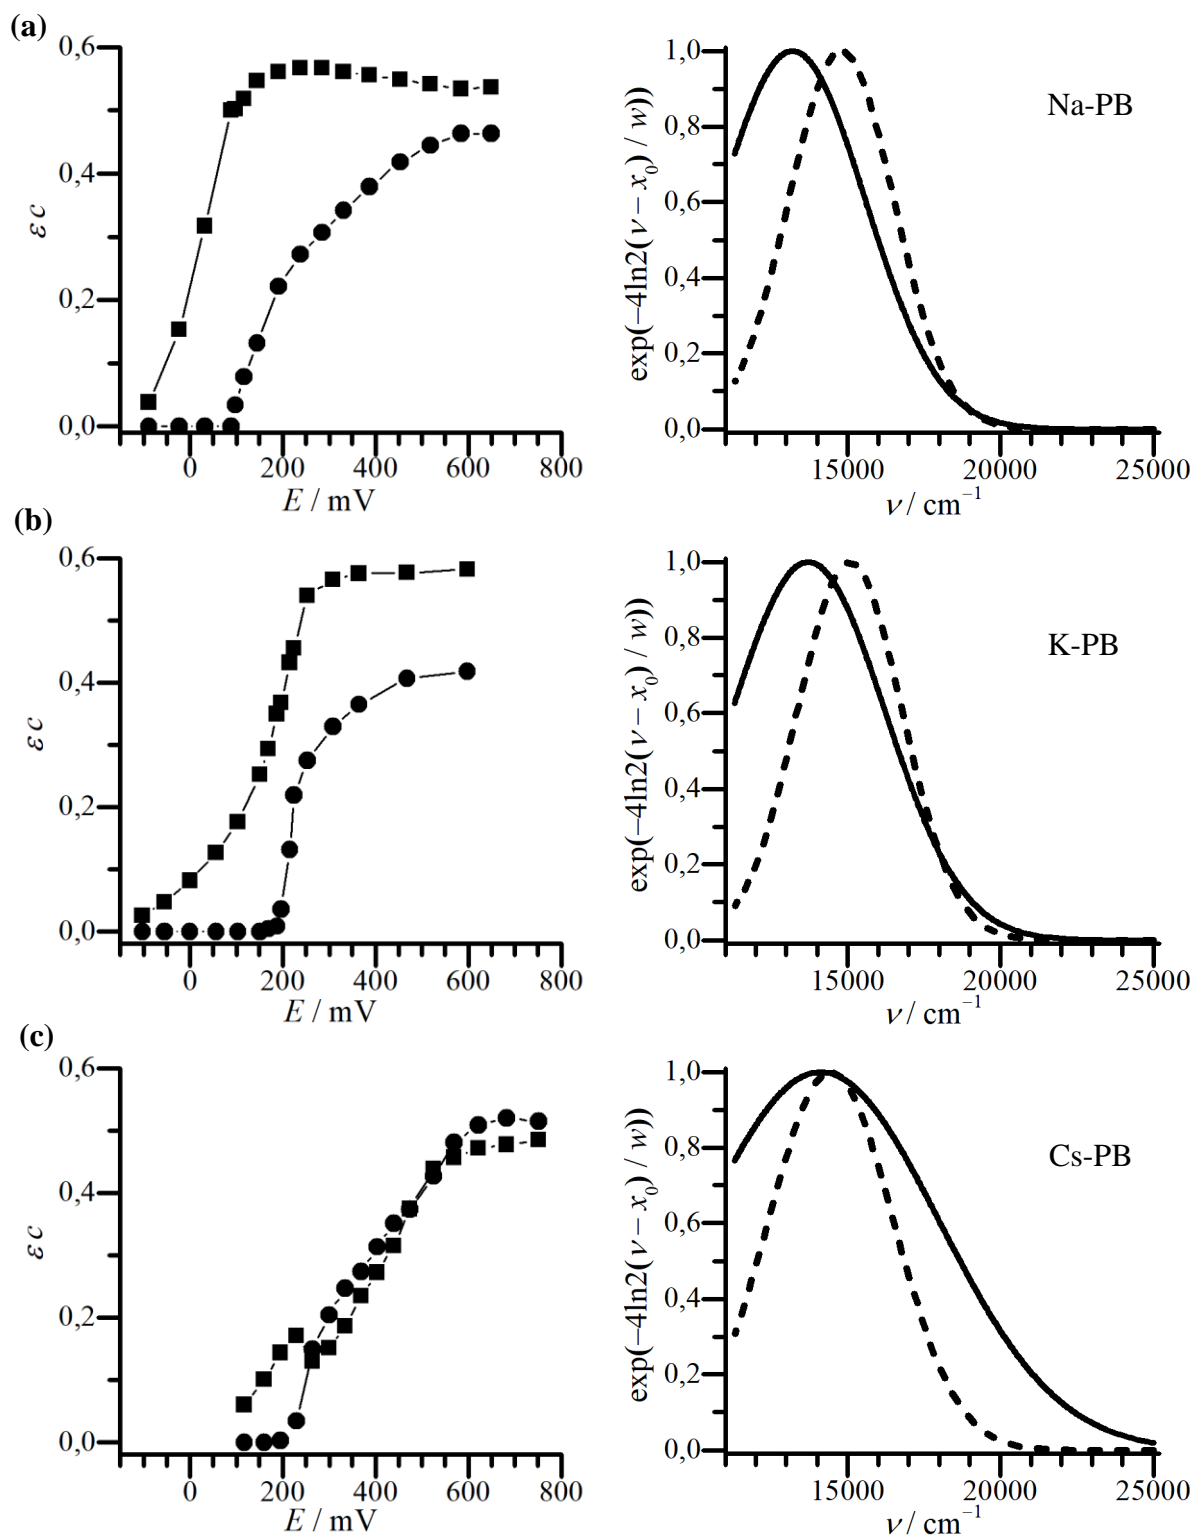 (a)
0,6
0,4
0,2
0,0
ε c
0 200 400 600 800
E / mV
1,0
0,8
0,6
0,4
0,2
0,0
exp(−4ln2(ν − x₀) / w))
Na-PB
15000 20000 25000
ν / cm⁻¹
(b)
0,6
0,4
0,2
0,0
ε c
0 200 400 600 800
E / mV
1,0
0,8
0,6
0,4
0,2
0,0
exp(−4ln2(ν − x₀) / w))
K-PB
15000 20000 25000
ν / cm⁻¹
(c)
0,6
0,4
0,2
0,0
ε c
0 200 400 600 800
E / mV
1,0
0,8
0,6
0,4
0,2
0,0
exp(−4ln2(ν − x₀) / w))
Cs-PB
15000 20000 25000
ν / cm⁻¹